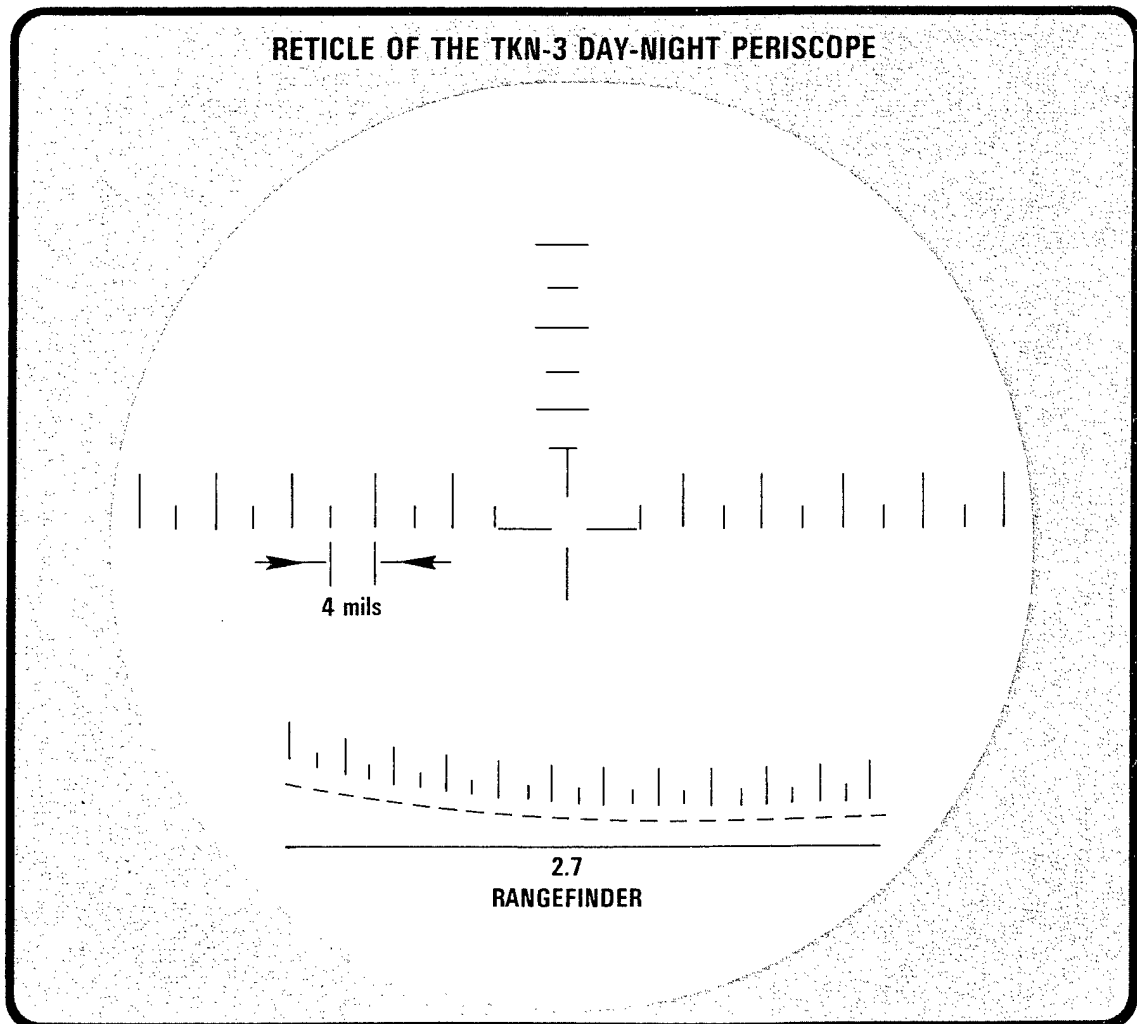 RETICLE OF THE TKN-3 DAY-NIGHT PERISCOPE
4 mils
2.7
RANGEFINDER